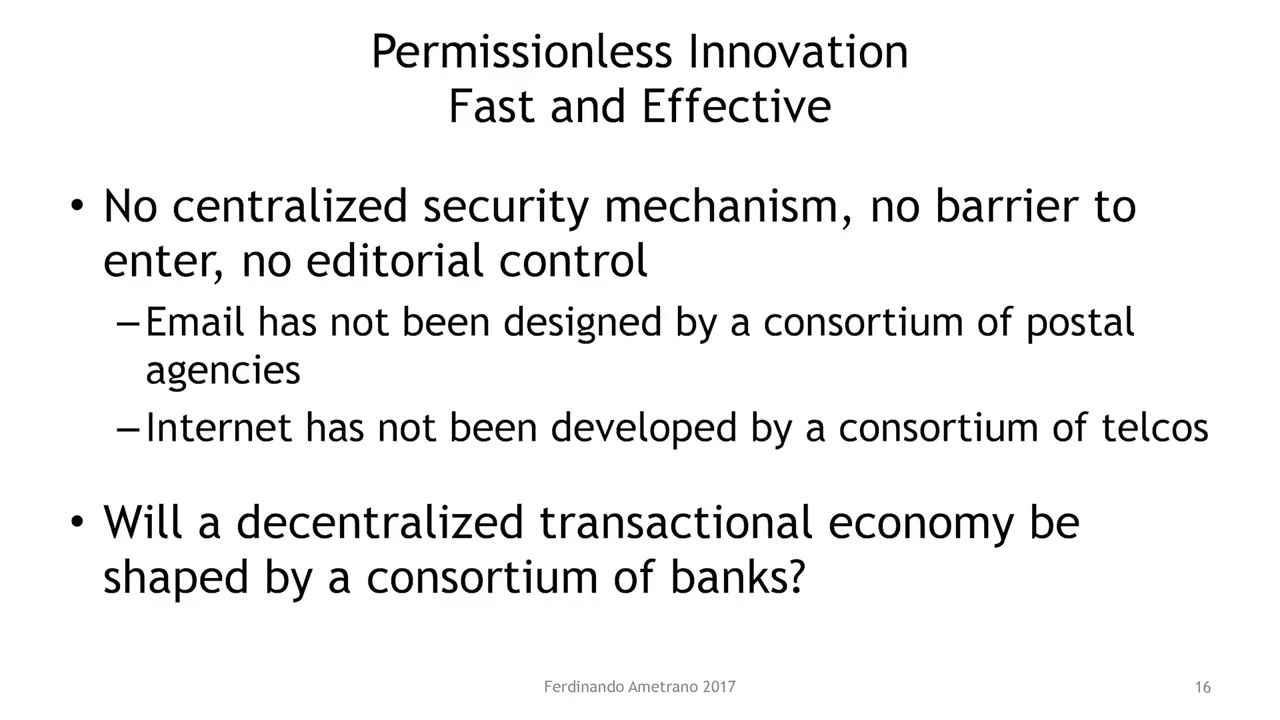 Permissionless Innovation
Fast and Effective
• No centralized security mechanism, no barrier to
enter, no editorial control
–Email has not been designed by a consortium of postal
agencies
–Internet has not been developed by a consortium of telcos
• Will a decentralized transactional economy be
shaped by a consortium of banks?
Ferdinando Ametrano 2017
16